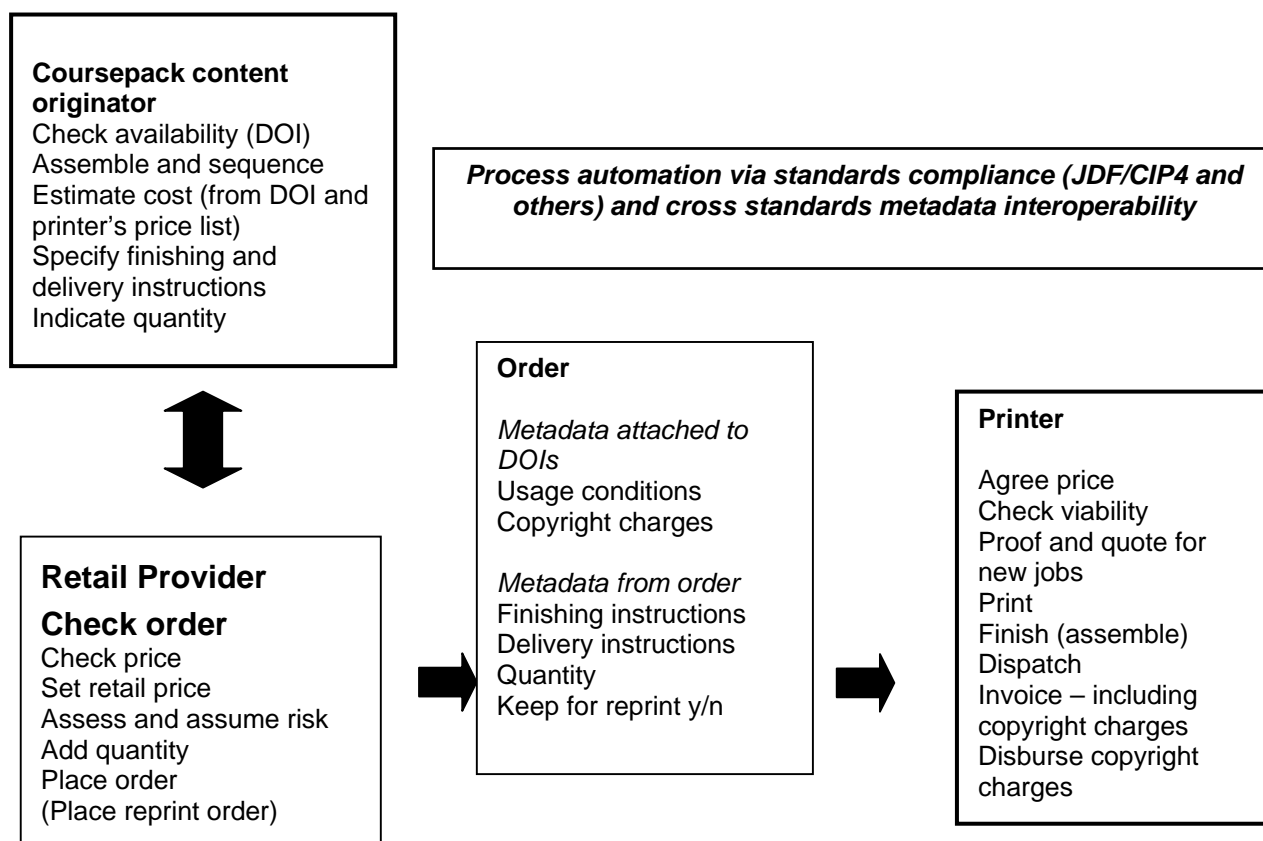 Coursepack content
originator
Check availability (DOI)
Assemble and sequence
Estimate cost (from DOI and
printer's price list)
Specify finishing and
delivery instructions
Indicate quantity
Process automation via standards compliance (JDF/CIP4 and
others) and cross standards metadata interoperability
Retail Provider
Check order
Check price
Set retail price
Assess and assume risk
Add quantity
Place order
(Place reprint order)
Order
Metadata attached to
DOIs
Usage conditions
Copyright charges
Metadata from order
Finishing instructions
Delivery instructions
Quantity
Keep for reprint y/n
Printer
Agree price
Check viability
Proof and quote for
new jobs
Print
Finish (assemble)
Dispatch
Invoice – including
copyright charges
Disburse copyright
charges